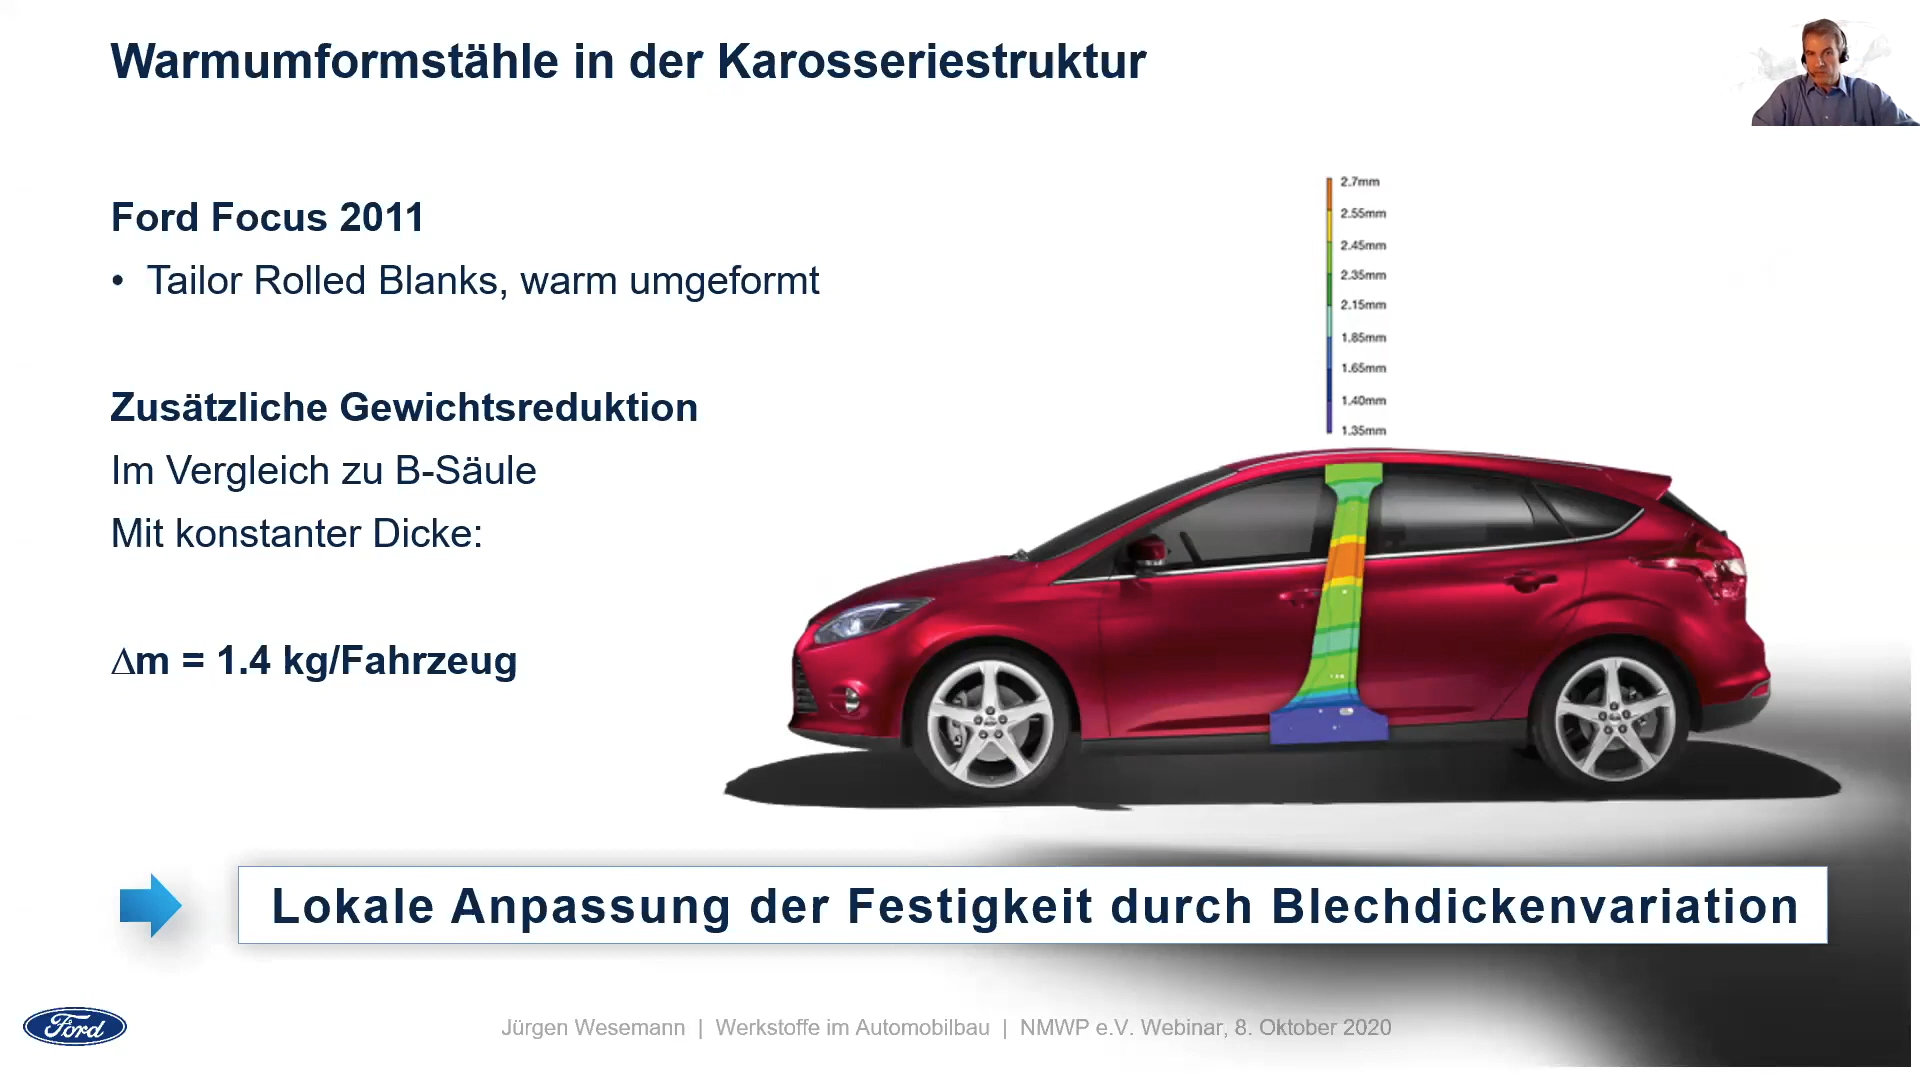 Warmumformstähle in der Karosseriestruktur
Ford Focus 2011
• Tailor Rolled Blanks, warm umgeformt
Zusätzliche Gewichtsreduktion
Im Vergleich zu B-Säule
Mit konstanter Dicke:
Δm = 1.4 kg/Fahrzeug
2.7mm
2.55mm
2.45mm
2.35mm
2.15mm
1.85mm
1.65mm
1.40mm
1.35mm
Lokale Anpassung der Festigkeit durch Blechdickenvariation
Ford
Jürgen Wesemann | Werkstoffe im Automobilbau | NMWP e.V. Webinar, 8. Oktober 2020